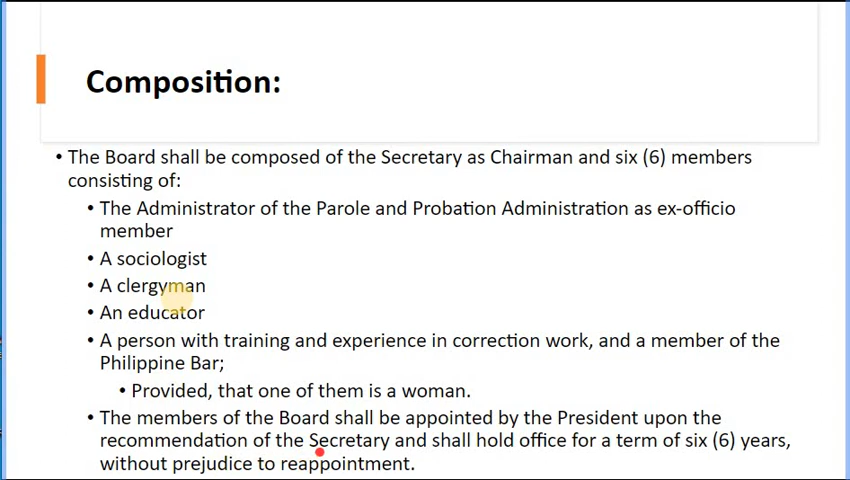 Composition:
• The Board shall be composed of the Secretary as Chairman and six (6) members
consisting of:
• The Administrator of the Parole and Probation Administration as ex-officio
member
• A sociologist
• A clergyman
• An educator
• A person with training and experience in correction work, and a member of the
Philippine Bar;
• Provided, that one of them is a woman.
• The members of the Board shall be appointed by the President upon the
recommendation of the Secretary and shall hold office for a term of six (6) years,
without prejudice to reappointment.